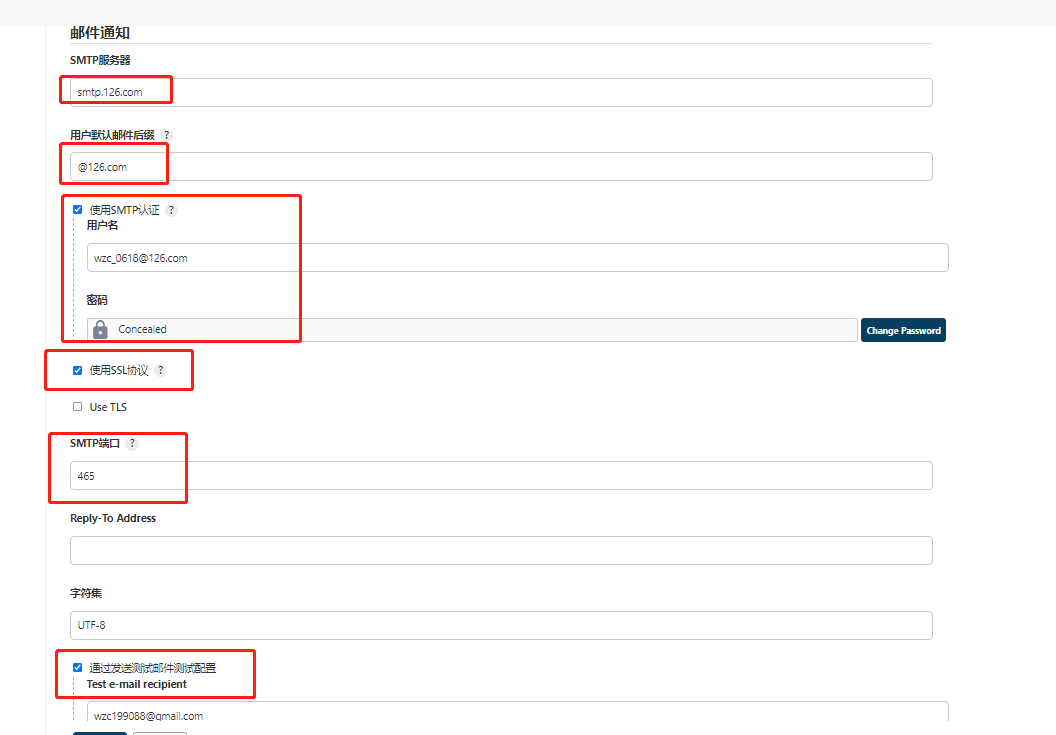 邮件通知
SMTP服务器
smtp.126.com
用户默认邮件后缀 ?
@126.com
使用SMTP认证 ?
用户名
wzc_0618@126.com
密码
Concealed
Change Password
使用SSL协议 ?
Use TLS
SMTP端口 ?
465
Reply-To Address
字符集
UTF-8
通过发送测试邮件测试配置
Test e-mail recipient
wzc199088@gmail.com